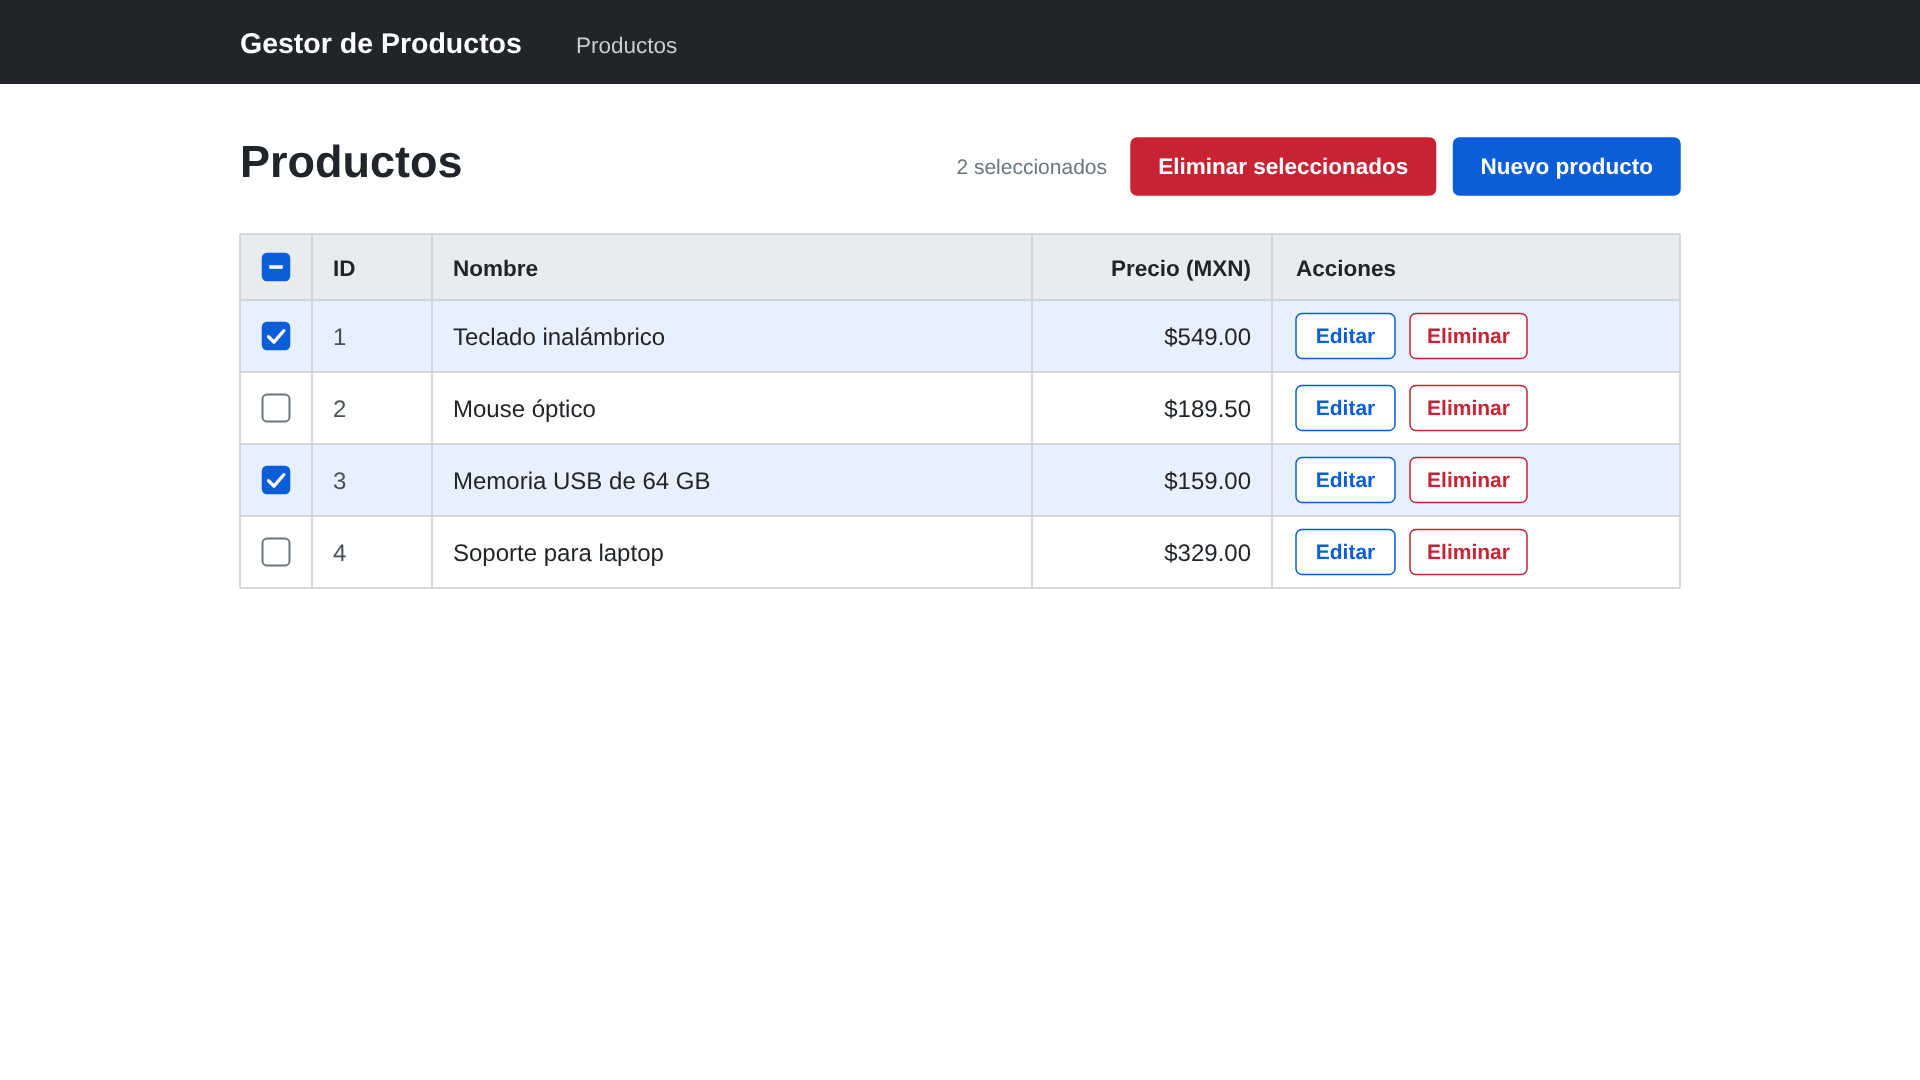 Gestor de Productos Productos
Productos
2 seleccionados Eliminar seleccionados Nuevo producto
ID Nombre Precio (MXN) Acciones
1 Teclado inalámbrico $549.00 Editar Eliminar
2 Mouse óptico $189.50 Editar Eliminar
3 Memoria USB de 64 GB $159.00 Editar Eliminar
4 Soporte para laptop $329.00 Editar Eliminar